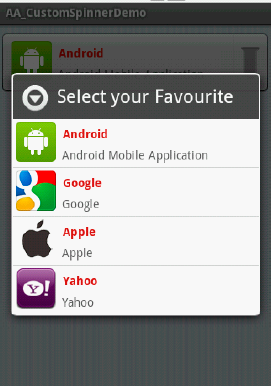 AA_CustomSpinnerDemo
Android
Android Mobile Application
Select your Favourite
Android
Android Mobile Application
Google
Google
Apple
Apple
Y!
Yahoo
Yahoo